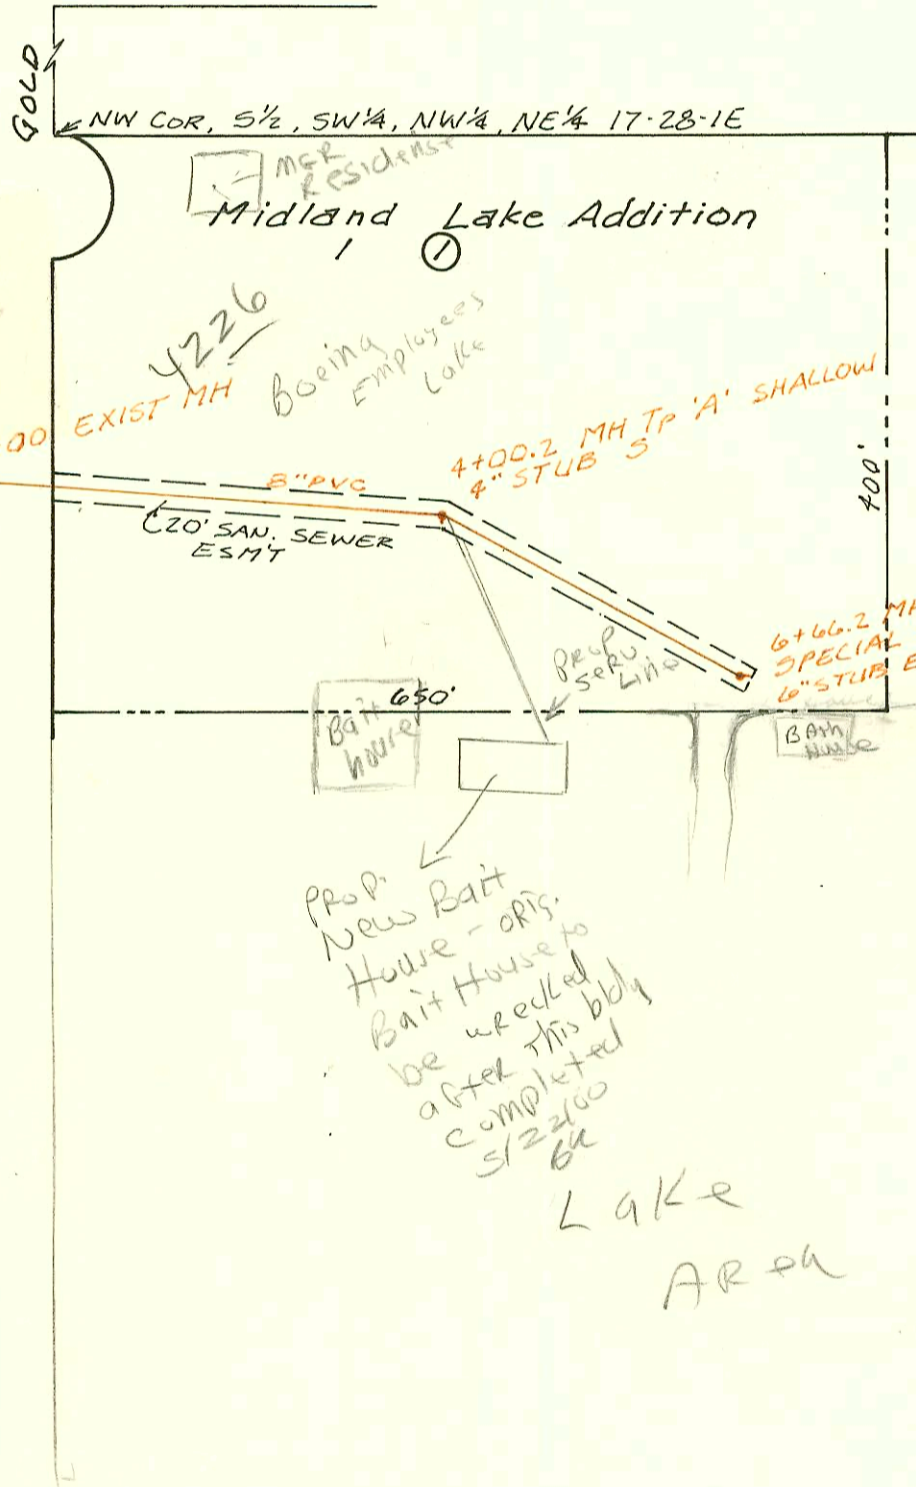 GOLD
NW COR, S½, SW¼, NW¼, NE¼ 17-28-1E
MGR
Residense
Midland Lake Addition
1 1
4226
Boeing
Employees
Lake
00 EXIST MH
4+00.2 MH TP 'A' SHALLOW
4" STUB S
8" PVC
20' SAN. SEWER
ESM'T
400'
6+66.2 MH
SPECIAL
6" STUB E
PROP
SERV.
Line
650'
Bait
house
BAth
House
PROP.
New Bait
House - ORig.
Bait House to
be wrecked
after This bldg
completed
5/22/00
Lake
AREA